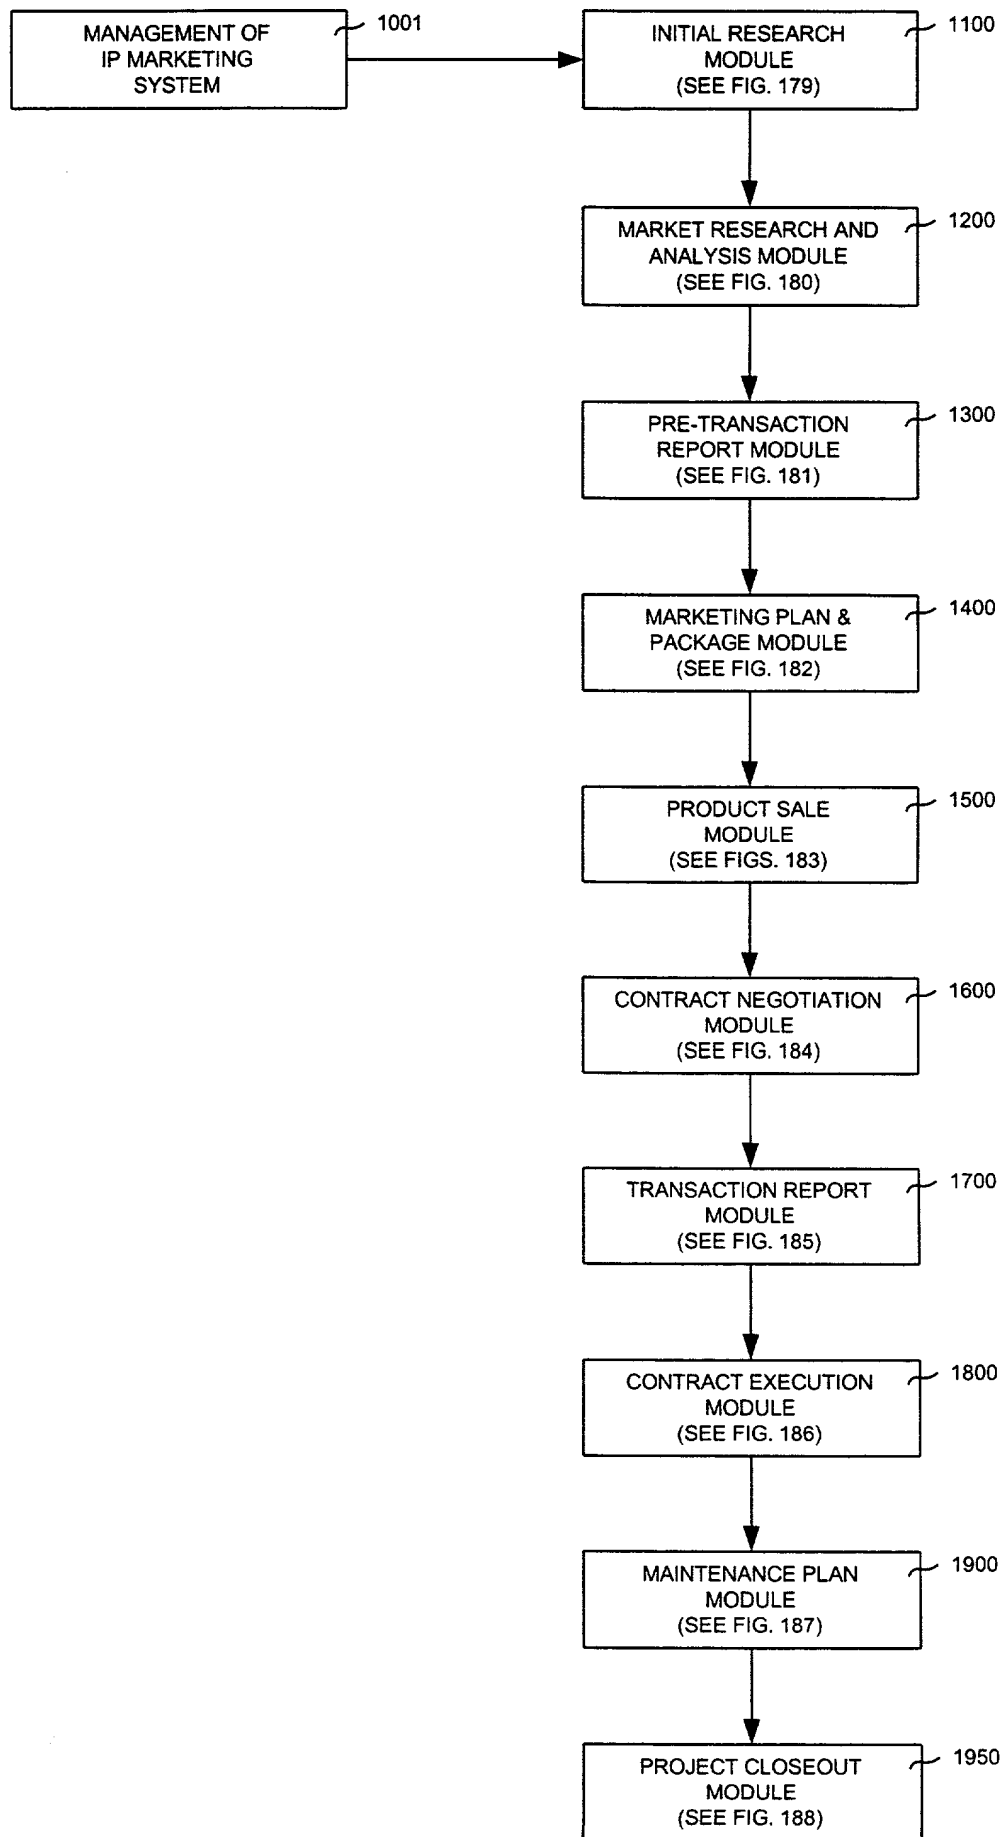 MANAGEMENT OF
IP MARKETING
SYSTEM
1001
INITIAL RESEARCH
MODULE
(SEE FIG. 179)
1100
MARKET RESEARCH AND
ANALYSIS MODULE
(SEE FIG. 180)
1200
PRE-TRANSACTION
REPORT MODULE
(SEE FIG. 181)
1300
MARKETING PLAN &
PACKAGE MODULE
(SEE FIG. 182)
1400
PRODUCT SALE
MODULE
(SEE FIGS. 183)
1500
CONTRACT NEGOTIATION
MODULE
(SEE FIG. 184)
1600
TRANSACTION REPORT
MODULE
(SEE FIG. 185)
1700
CONTRACT EXECUTION
MODULE
(SEE FIG. 186)
1800
MAINTENANCE PLAN
MODULE
(SEE FIG. 187)
1900
PROJECT CLOSEOUT
MODULE
(SEE FIG. 188)
1950